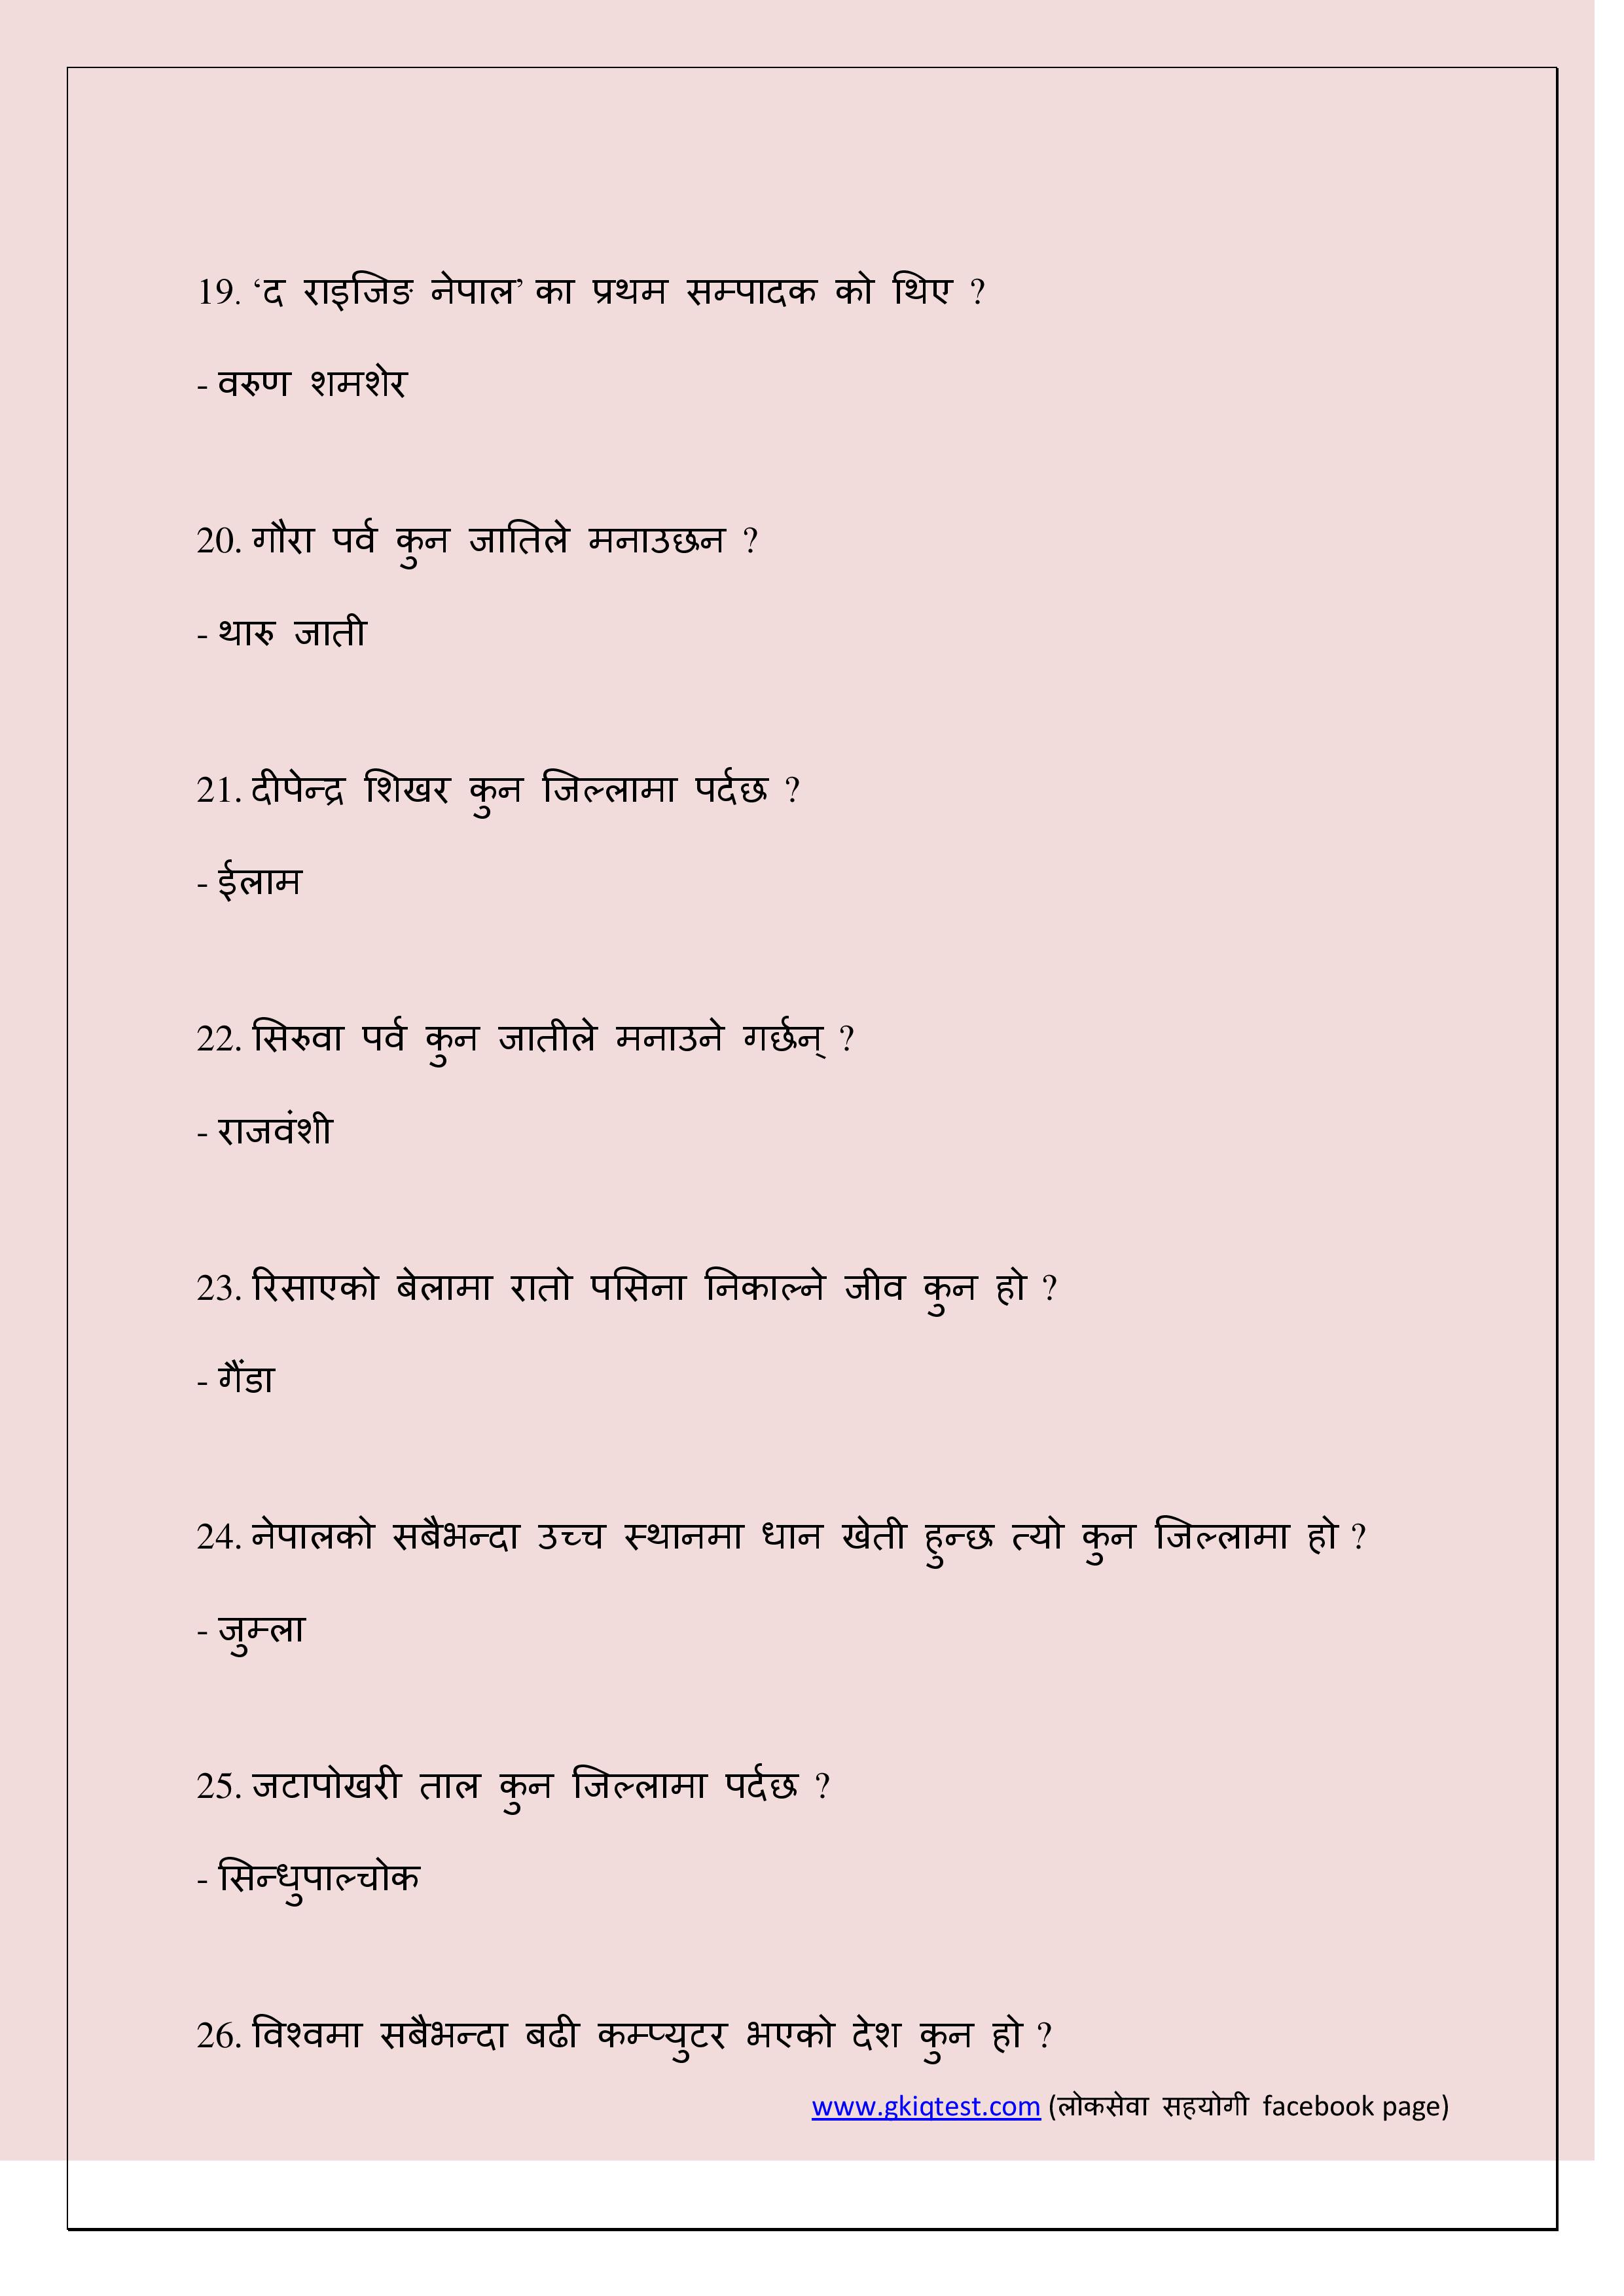 19. ‘द राइजिङ नेपाल’ का प्रथम सम्पादक को थिए ?
- वरुण शमशेर
20. गौरा पर्व कुन जातिले मनाउछन ?
- थारु जाती
21. दीपेन्द्र शिखर कुन जिल्लामा पर्दछ ?
- ईलाम
22. सिरुवा पर्व कुन जातीले मनाउने गर्छन् ?
- राजवंशी
23. रिसाएको बेलामा रातो पसिना निकाल्ने जीव कुन हो ?
- गैंडा
24. नेपालको सबैभन्दा उच्च स्थानमा धान खेती हुन्छ त्यो कुन जिल्लामा हो ?
- जुम्ला
25. जटापोखरी ताल कुन जिल्लामा पर्दछ ?
- सिन्धुपाल्चोक
26. विश्वमा सबैभन्दा बढी कम्प्युटर भएको देश कुन हो ?
www.gkiqtest.com (लोकसेवा सहयोगी facebook page)